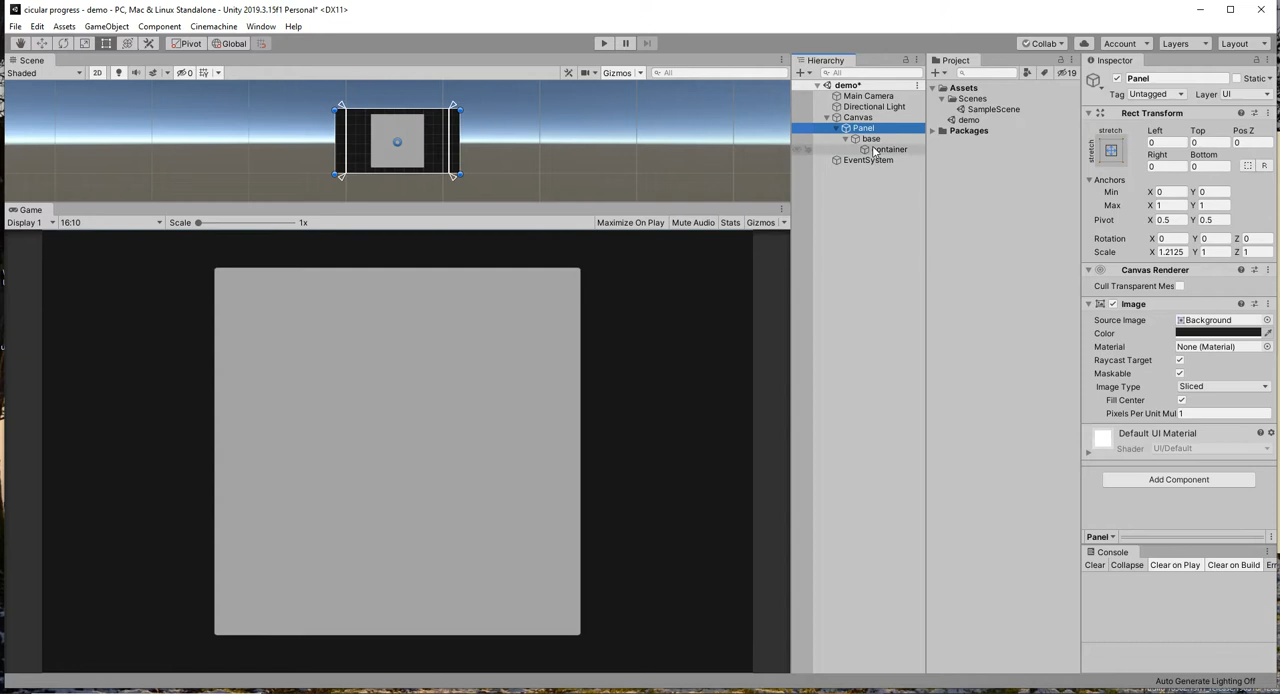 cicular progress - demo - PC, Mac & Linux Standalone - Unity 2019.3.15f1 Personal* <DX11>
File Edit Assets GameObject Component Cinemachine Window Help
Pivot Global Collab Account Layers Layout
Scene
Shaded 2D 0 Gizmos All
Game
Display 1 16:10 Scale 1x Maximize On Play Mute Audio Stats Gizmos
Hierarchy
All
demo*
Main Camera
Directional Light
Canvas
Panel
base
container
EventSystem
Project
19
Assets
Scenes
SampleScene
demo
Packages
Inspector
Panel Static
Tag Untagged Layer UI
Rect Transform
stretch Left Top Pos Z
stretch 0 0 0
Right Bottom
0 0 R
Anchors
Min X 0 Y 0
Max X 1 Y 1
Pivot X 0.5 Y 0.5
Rotation X 0 Y 0 Z 0
Scale X 1.2125 Y 1 Z 1
Canvas Renderer
Cull Transparent Mes
Image
Source Image Background
Color
Material None (Material)
Raycast Target
Maskable
Image Type Sliced
Fill Center
Pixels Per Unit Mul 1
Default UI Material
Shader UI/Default
Add Component
Panel
Console
Clear Collapse Clear on Play Clear on Build Err
Auto Generate Lighting Off